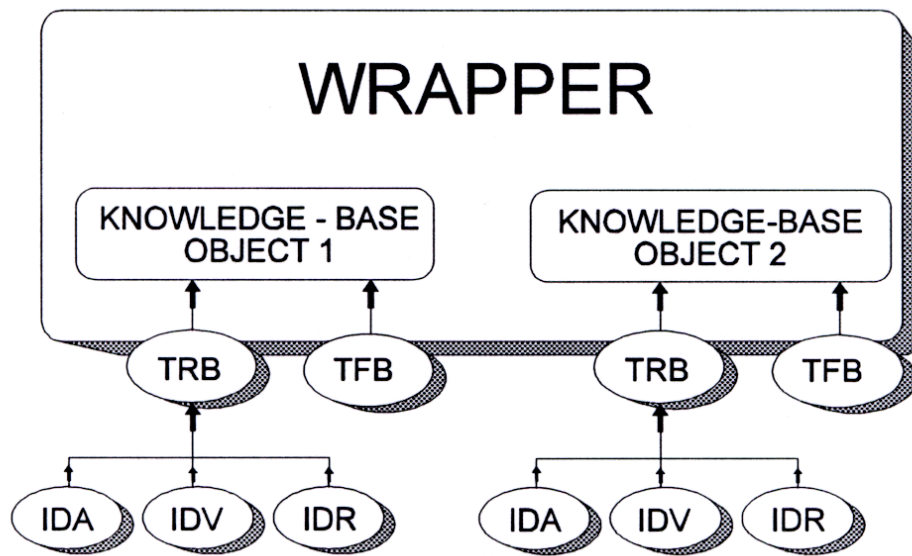 WRAPPER
KNOWLEDGE - BASE
OBJECT 1
KNOWLEDGE-BASE
OBJECT 2
TRB
TFB
TRB
TFB
IDA
IDV
IDR
IDA
IDV
IDR